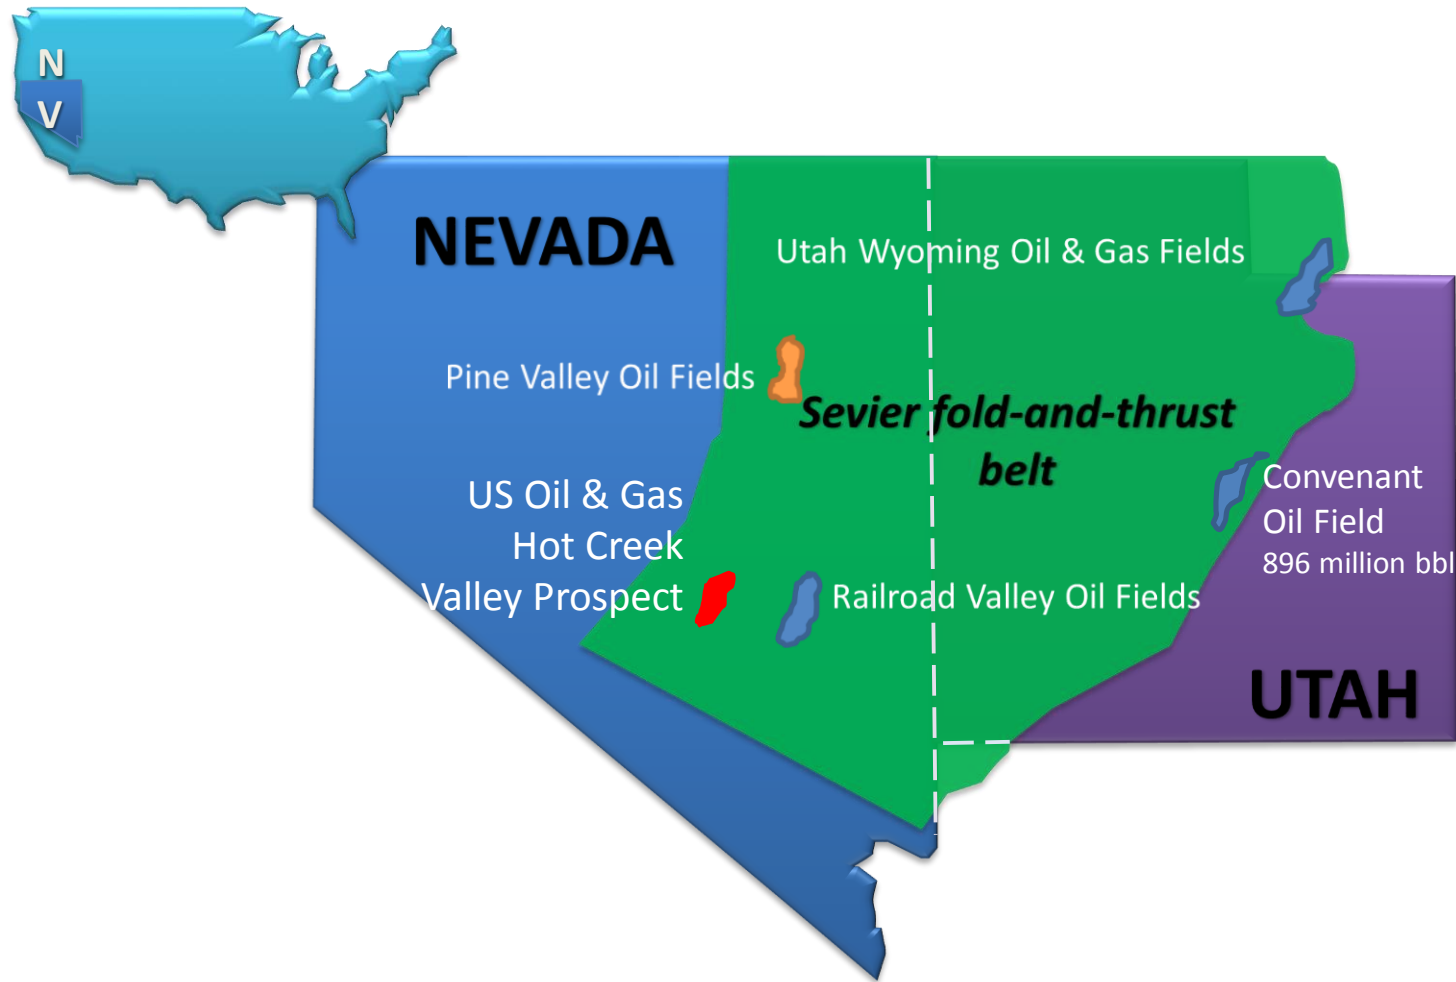 N
V
NEVADA
Utah Wyoming Oil & Gas Fields
Pine Valley Oil Fields
Sevier fold-and-thrust
belt
US Oil & Gas
Hot Creek
Valley Prospect
Convenant
Oil Field
896 million bbl
Railroad Valley Oil Fields
UTAH